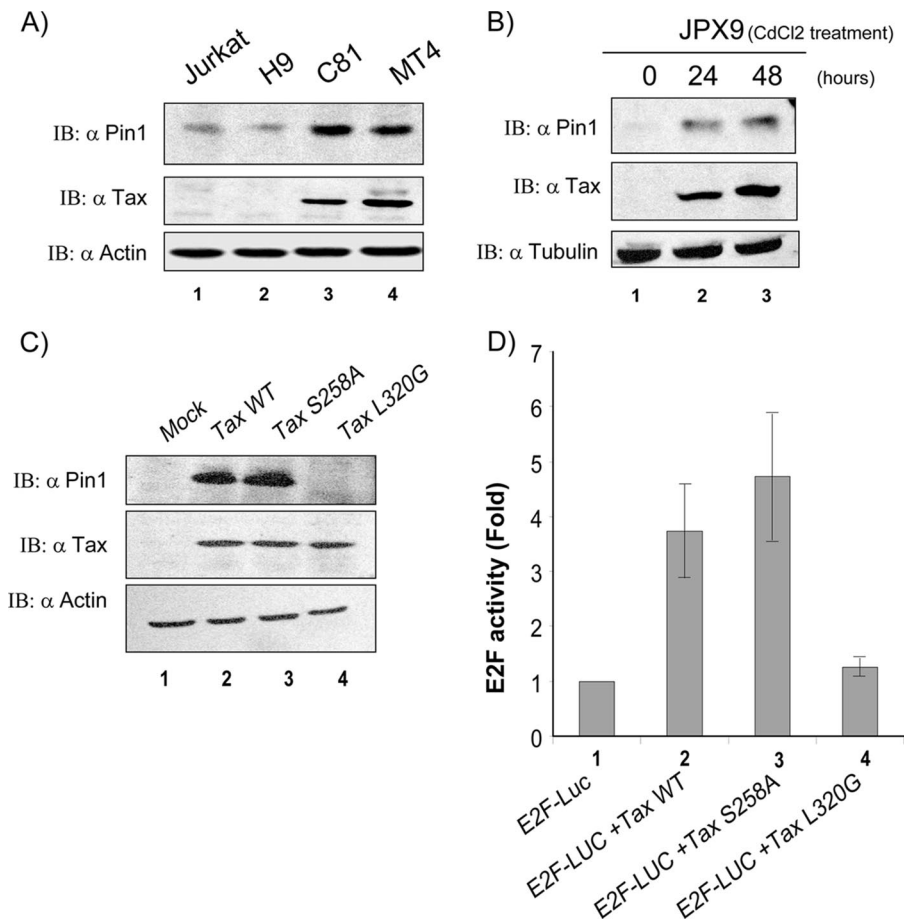 A)
Jurkat H9 C81 MT4
IB: α Pin1
IB: α Tax
IB: α Actin
1 2 3 4
B)
JPX9 (CdCl2 treatment)
0 24 48 (hours)
IB: α Pin1
IB: α Tax
IB: α Tubulin
1 2 3
C)
Mock Tax WT Tax S258A Tax L320G
IB: α Pin1
IB: α Tax
IB: α Actin
1 2 3 4
D)
E2F activity (Fold)
7
6
5
4
3
2
1
0
1 2 3 4
E2F-Luc
E2F-LUC +Tax WT
E2F-LUC +Tax S258A
E2F-LUC +Tax L320G